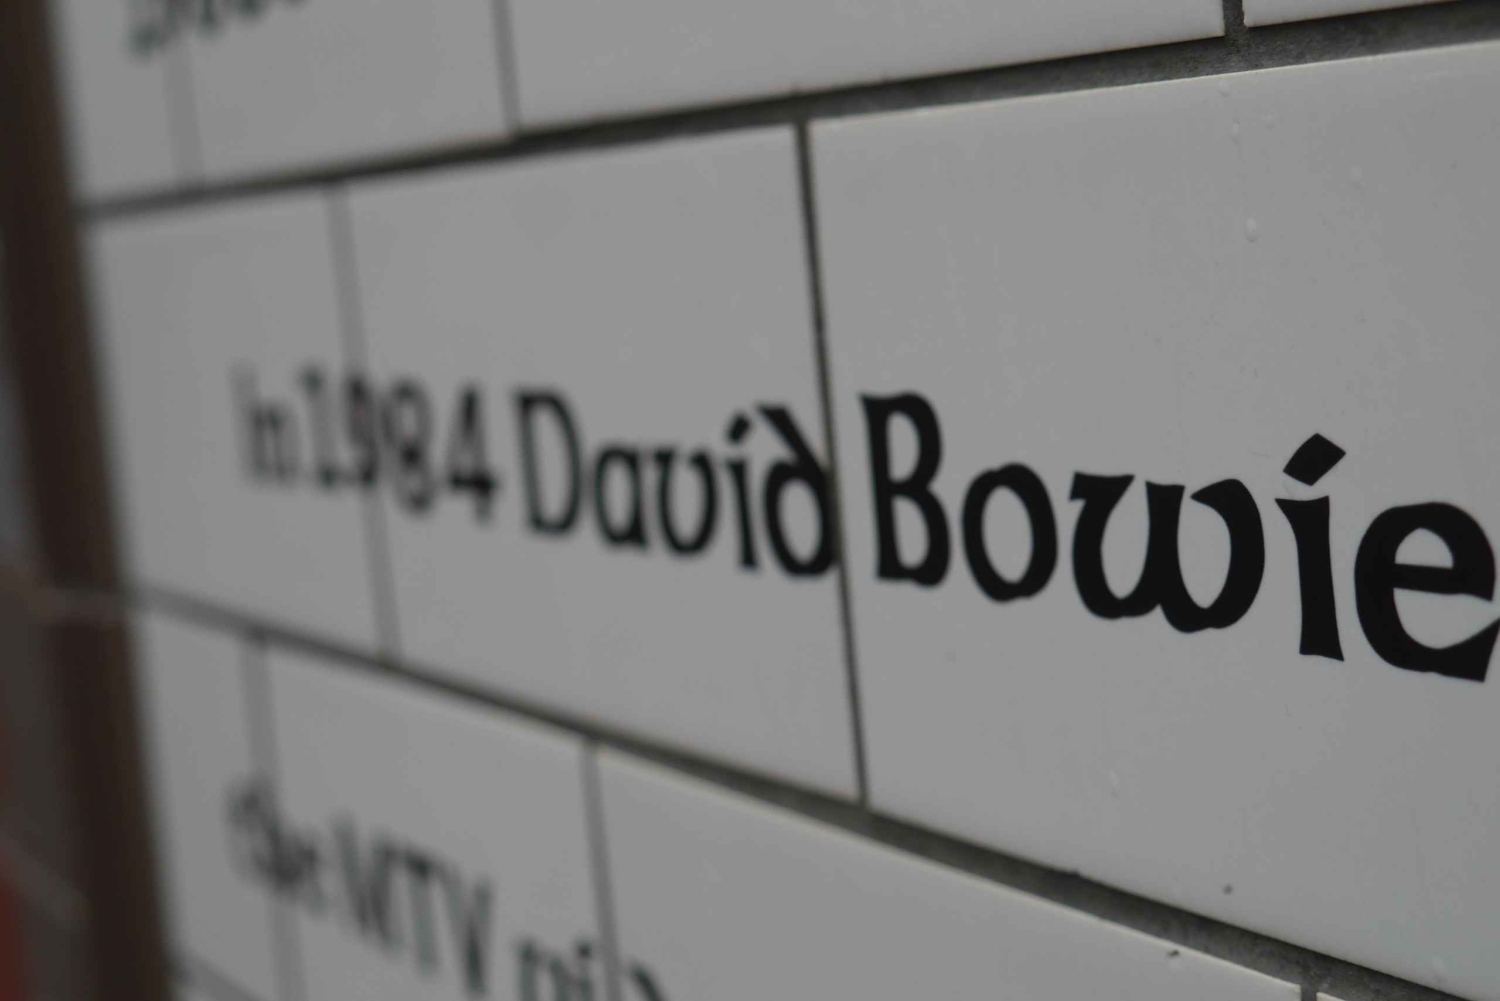 In 1984 David Bowie
the MTV